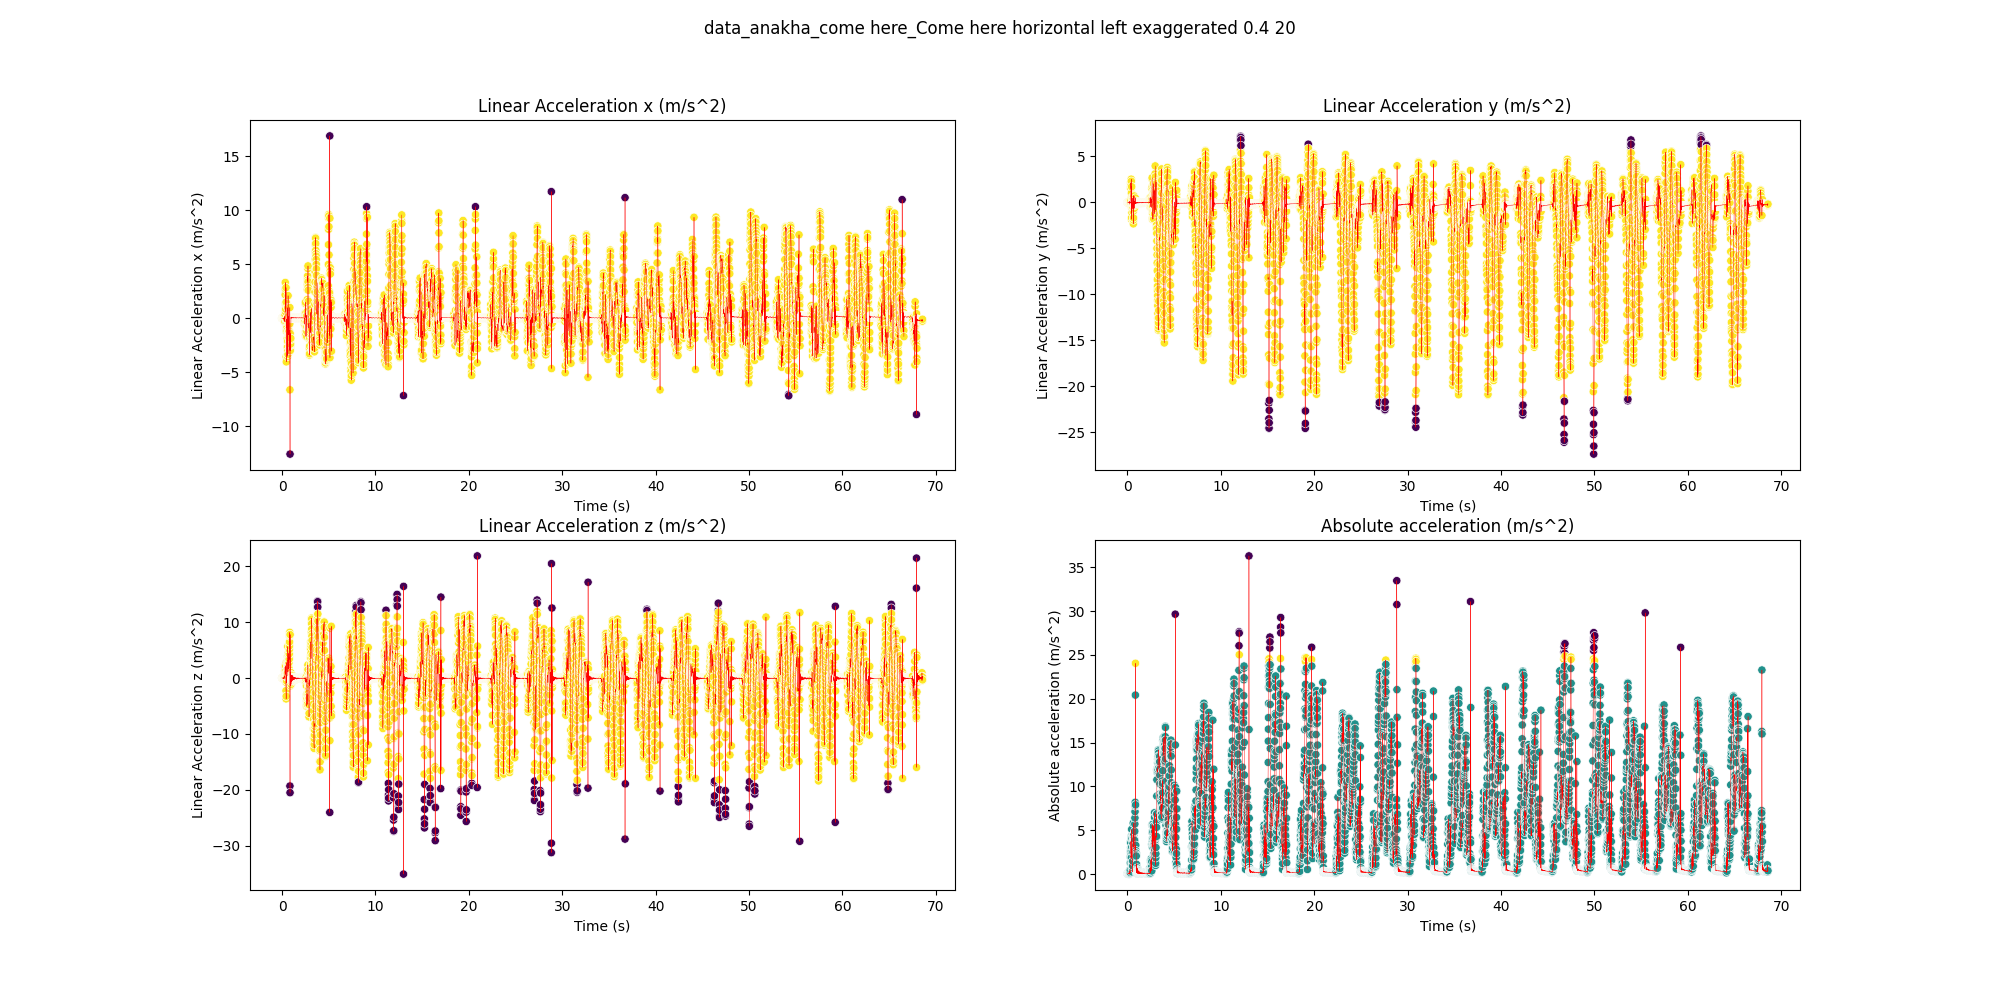 data_anakha_come here_Come here horizontal left exaggerated 0.4 20
Linear Acceleration x (m/s^2)
Linear Acceleration x (m/s^2)
15
10
5
0
−5
−10
0 10 20 30 40 50 60 70
Time (s)
Linear Acceleration y (m/s^2)
Linear Acceleration y (m/s^2)
5
0
−5
−10
−15
−20
−25
0 10 20 30 40 50 60 70
Time (s)
Linear Acceleration z (m/s^2)
Linear Acceleration z (m/s^2)
20
10
0
−10
−20
−30
0 10 20 30 40 50 60 70
Time (s)
Absolute acceleration (m/s^2)
Absolute acceleration (m/s^2)
35
30
25
20
15
10
5
0
0 10 20 30 40 50 60 70
Time (s)